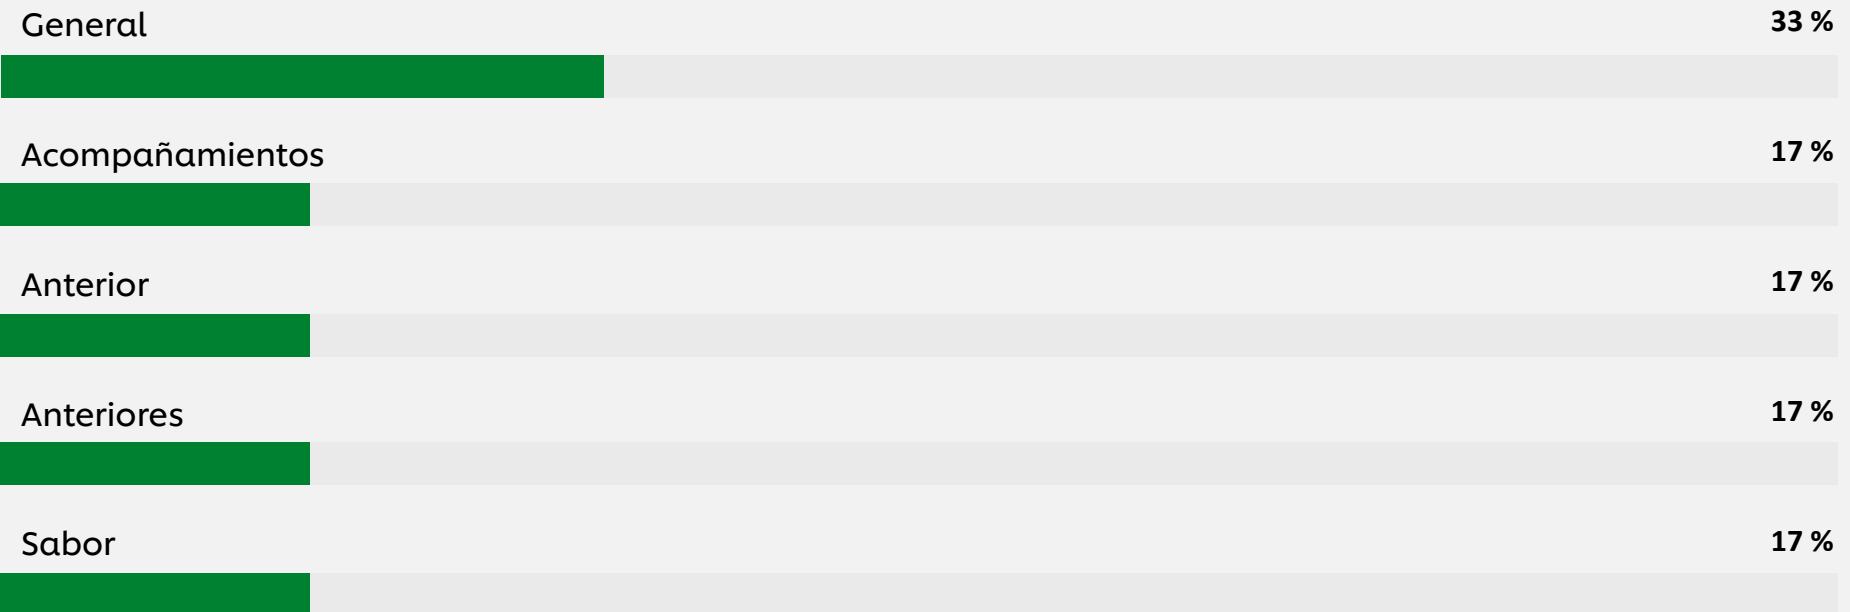 General 33 %
Acompañamientos 17 %
Anterior 17 %
Anteriores 17 %
Sabor 17 %